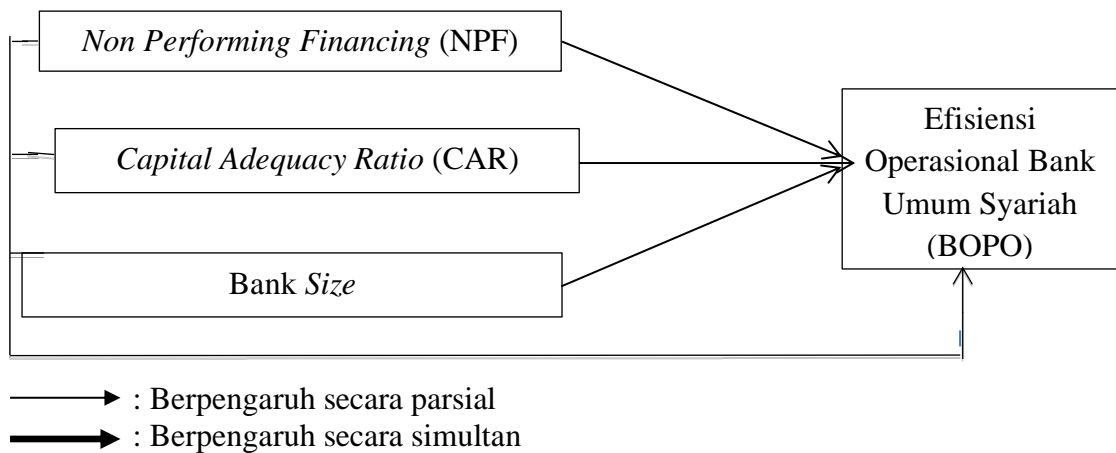 Non Performing Financing (NPF)
Capital Adequacy Ratio (CAR)
Bank Size
Efisiensi
Operasional Bank
Umum Syariah
(BOPO)
: Berpengaruh secara parsial
: Berpengaruh secara simultan